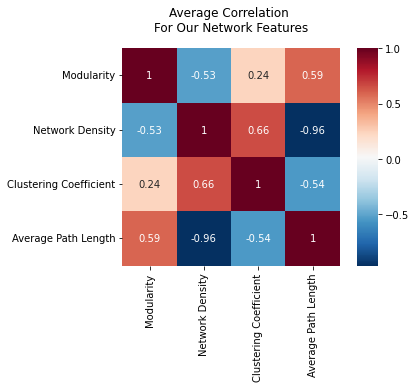 Average Correlation
For Our Network Features
Modularity 1 -0.53 0.24 0.59
Network Density -0.53 1 0.66 -0.96
Clustering Coefficient 0.24 0.66 1 -0.54
Average Path Length 0.59 -0.96 -0.54 1
Modularity
Network Density
Clustering Coefficient
Average Path Length
1.0
0.5
0.0
−0.5